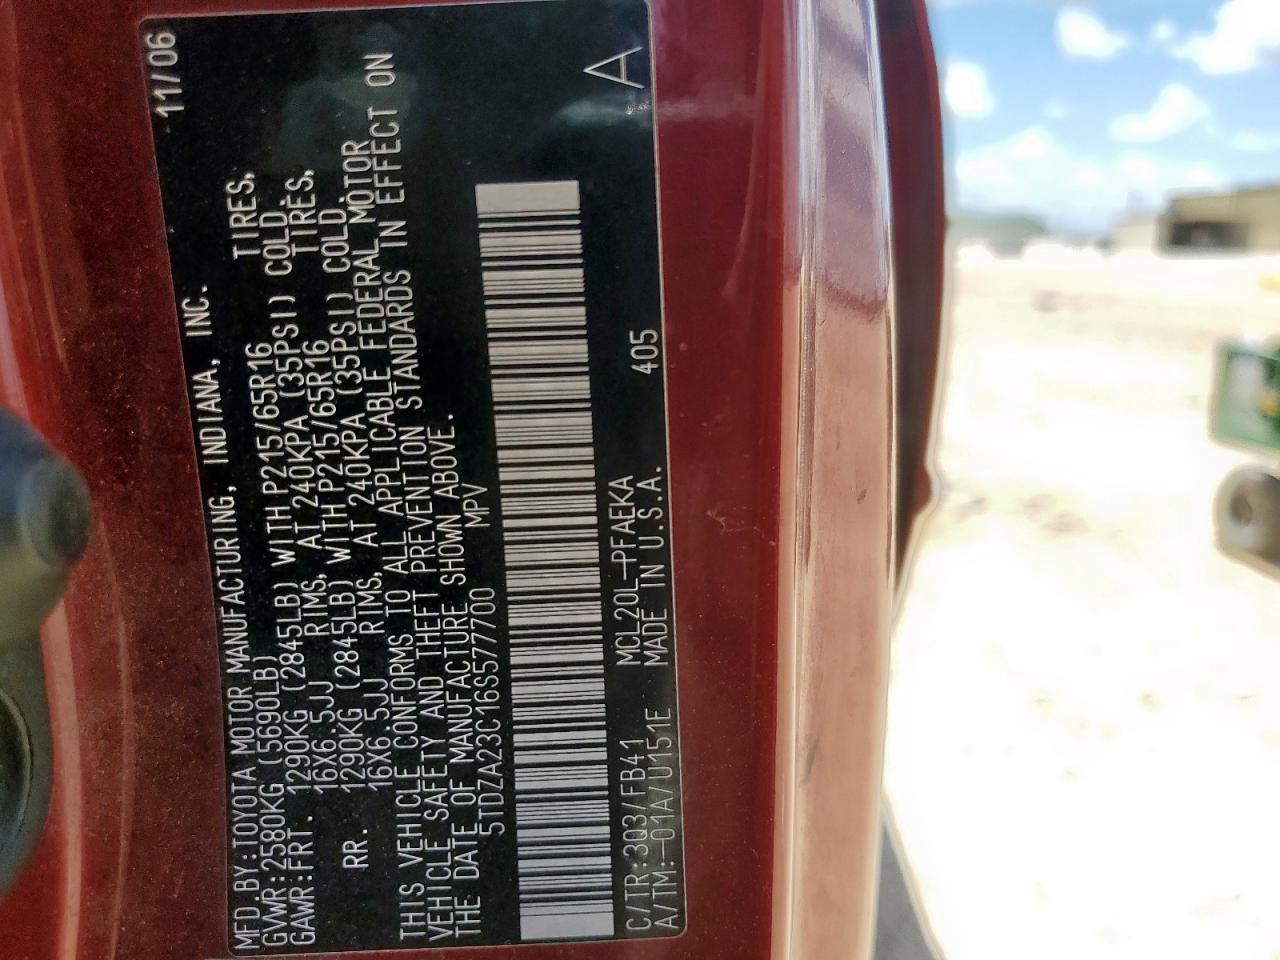 MFD.BY:TOYOTA MOTOR MANUFACTURING, INDIANA, INC. 11/06
GVWR:2580KG (5690LB)
GAWR:FRT. 1290KG (2845LB) WITH P215/65R16 TIRES,
16X6.5JJ RIMS, AT 240KPA (35PSI) COLD.
RR. 1290KG (2845LB) WITH P215/65R16 TIRES,
16X6.5JJ RIMS, AT 240KPA (35PSI) COLD.
THIS VEHICLE CONFORMS TO ALL APPLICABLE FEDERAL MOTOR
VEHICLE SAFETY AND THEFT PREVENTION STANDARDS IN EFFECT ON
THE DATE OF MANUFACTURE SHOWN ABOVE.
5TDZA23C16S577700 MPV
A
C/TR:3Q3/FB41 MCL20L-PFAEKA
A/TM:-01A/U151E MADE IN U.S.A. 405